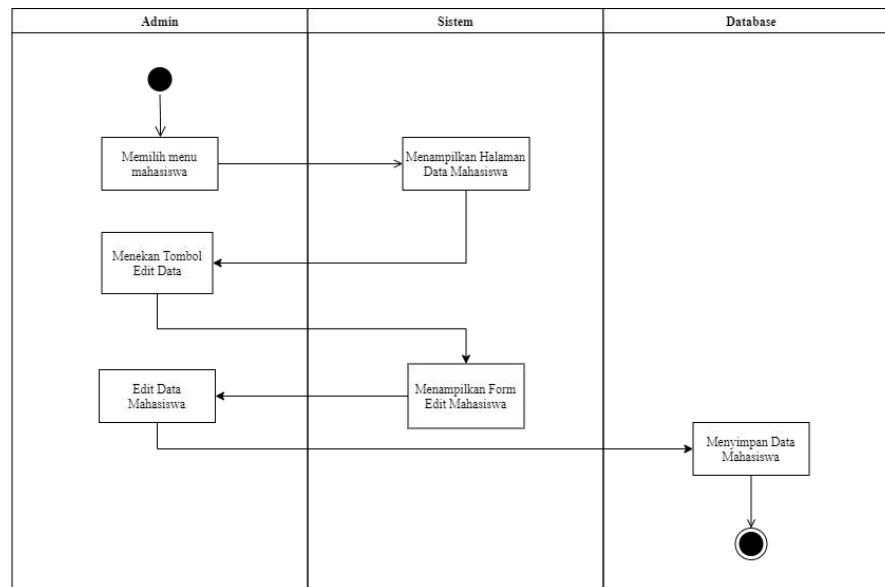 Admin
Sistem
Database
Memilih menu
mahasiswa
Menampilkan Halaman
Data Mahasiswa
Menekan Tombol
Edit Data
Menampilkan Form
Edit Mahasiswa
Edit Data
Mahasiswa
Menyimpan Data
Mahasiswa